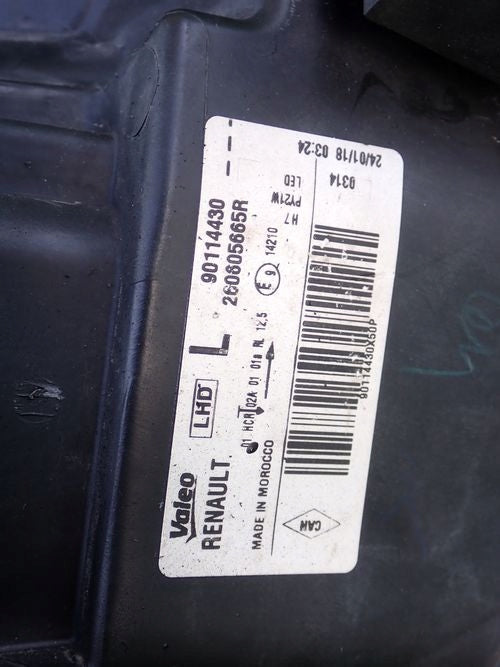 Valeo LHD L 90114430
RENAULT 260605665R
MADE IN MOROCCO
01 HCR 02A 01 01a RL 12,5
E 9 14210
H7
PY21W
LED
90114430X50P
0314
24/01/18 03:24
CAN